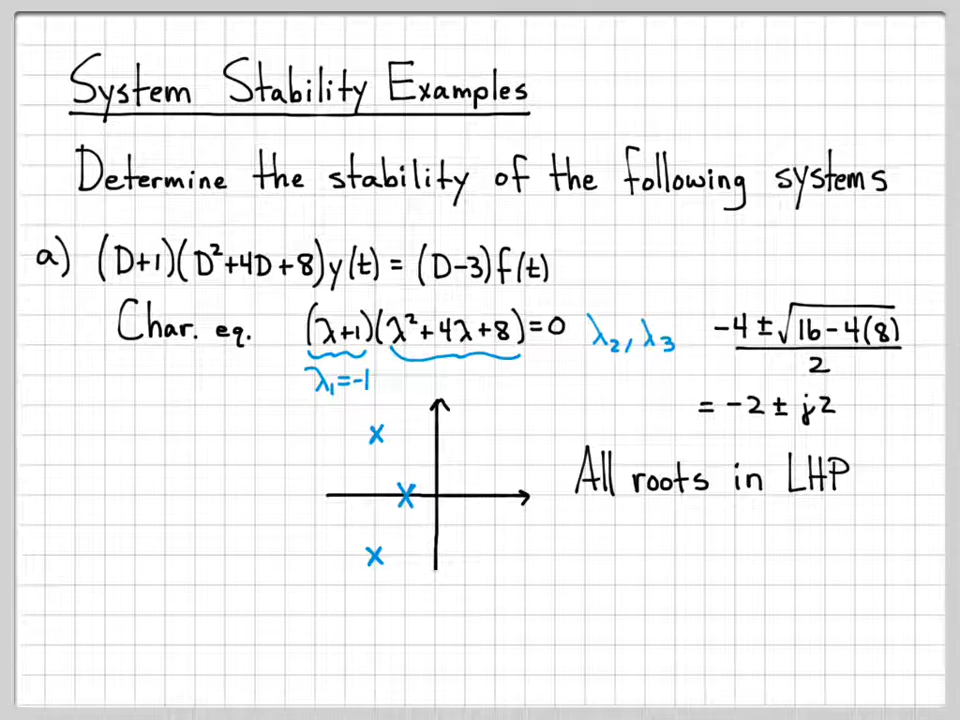 System Stability Examples
Determine the stability of the following systems
a) (D+1)(D²+4D+8)y(t) = (D-3)f(t)
Char. eq. (λ+1)(λ²+4λ+8)=0 λ₂, λ₃ (-4 ± √(16-4(8)))/2
λ₁=-1
= -2 ± j2
All roots in LHP